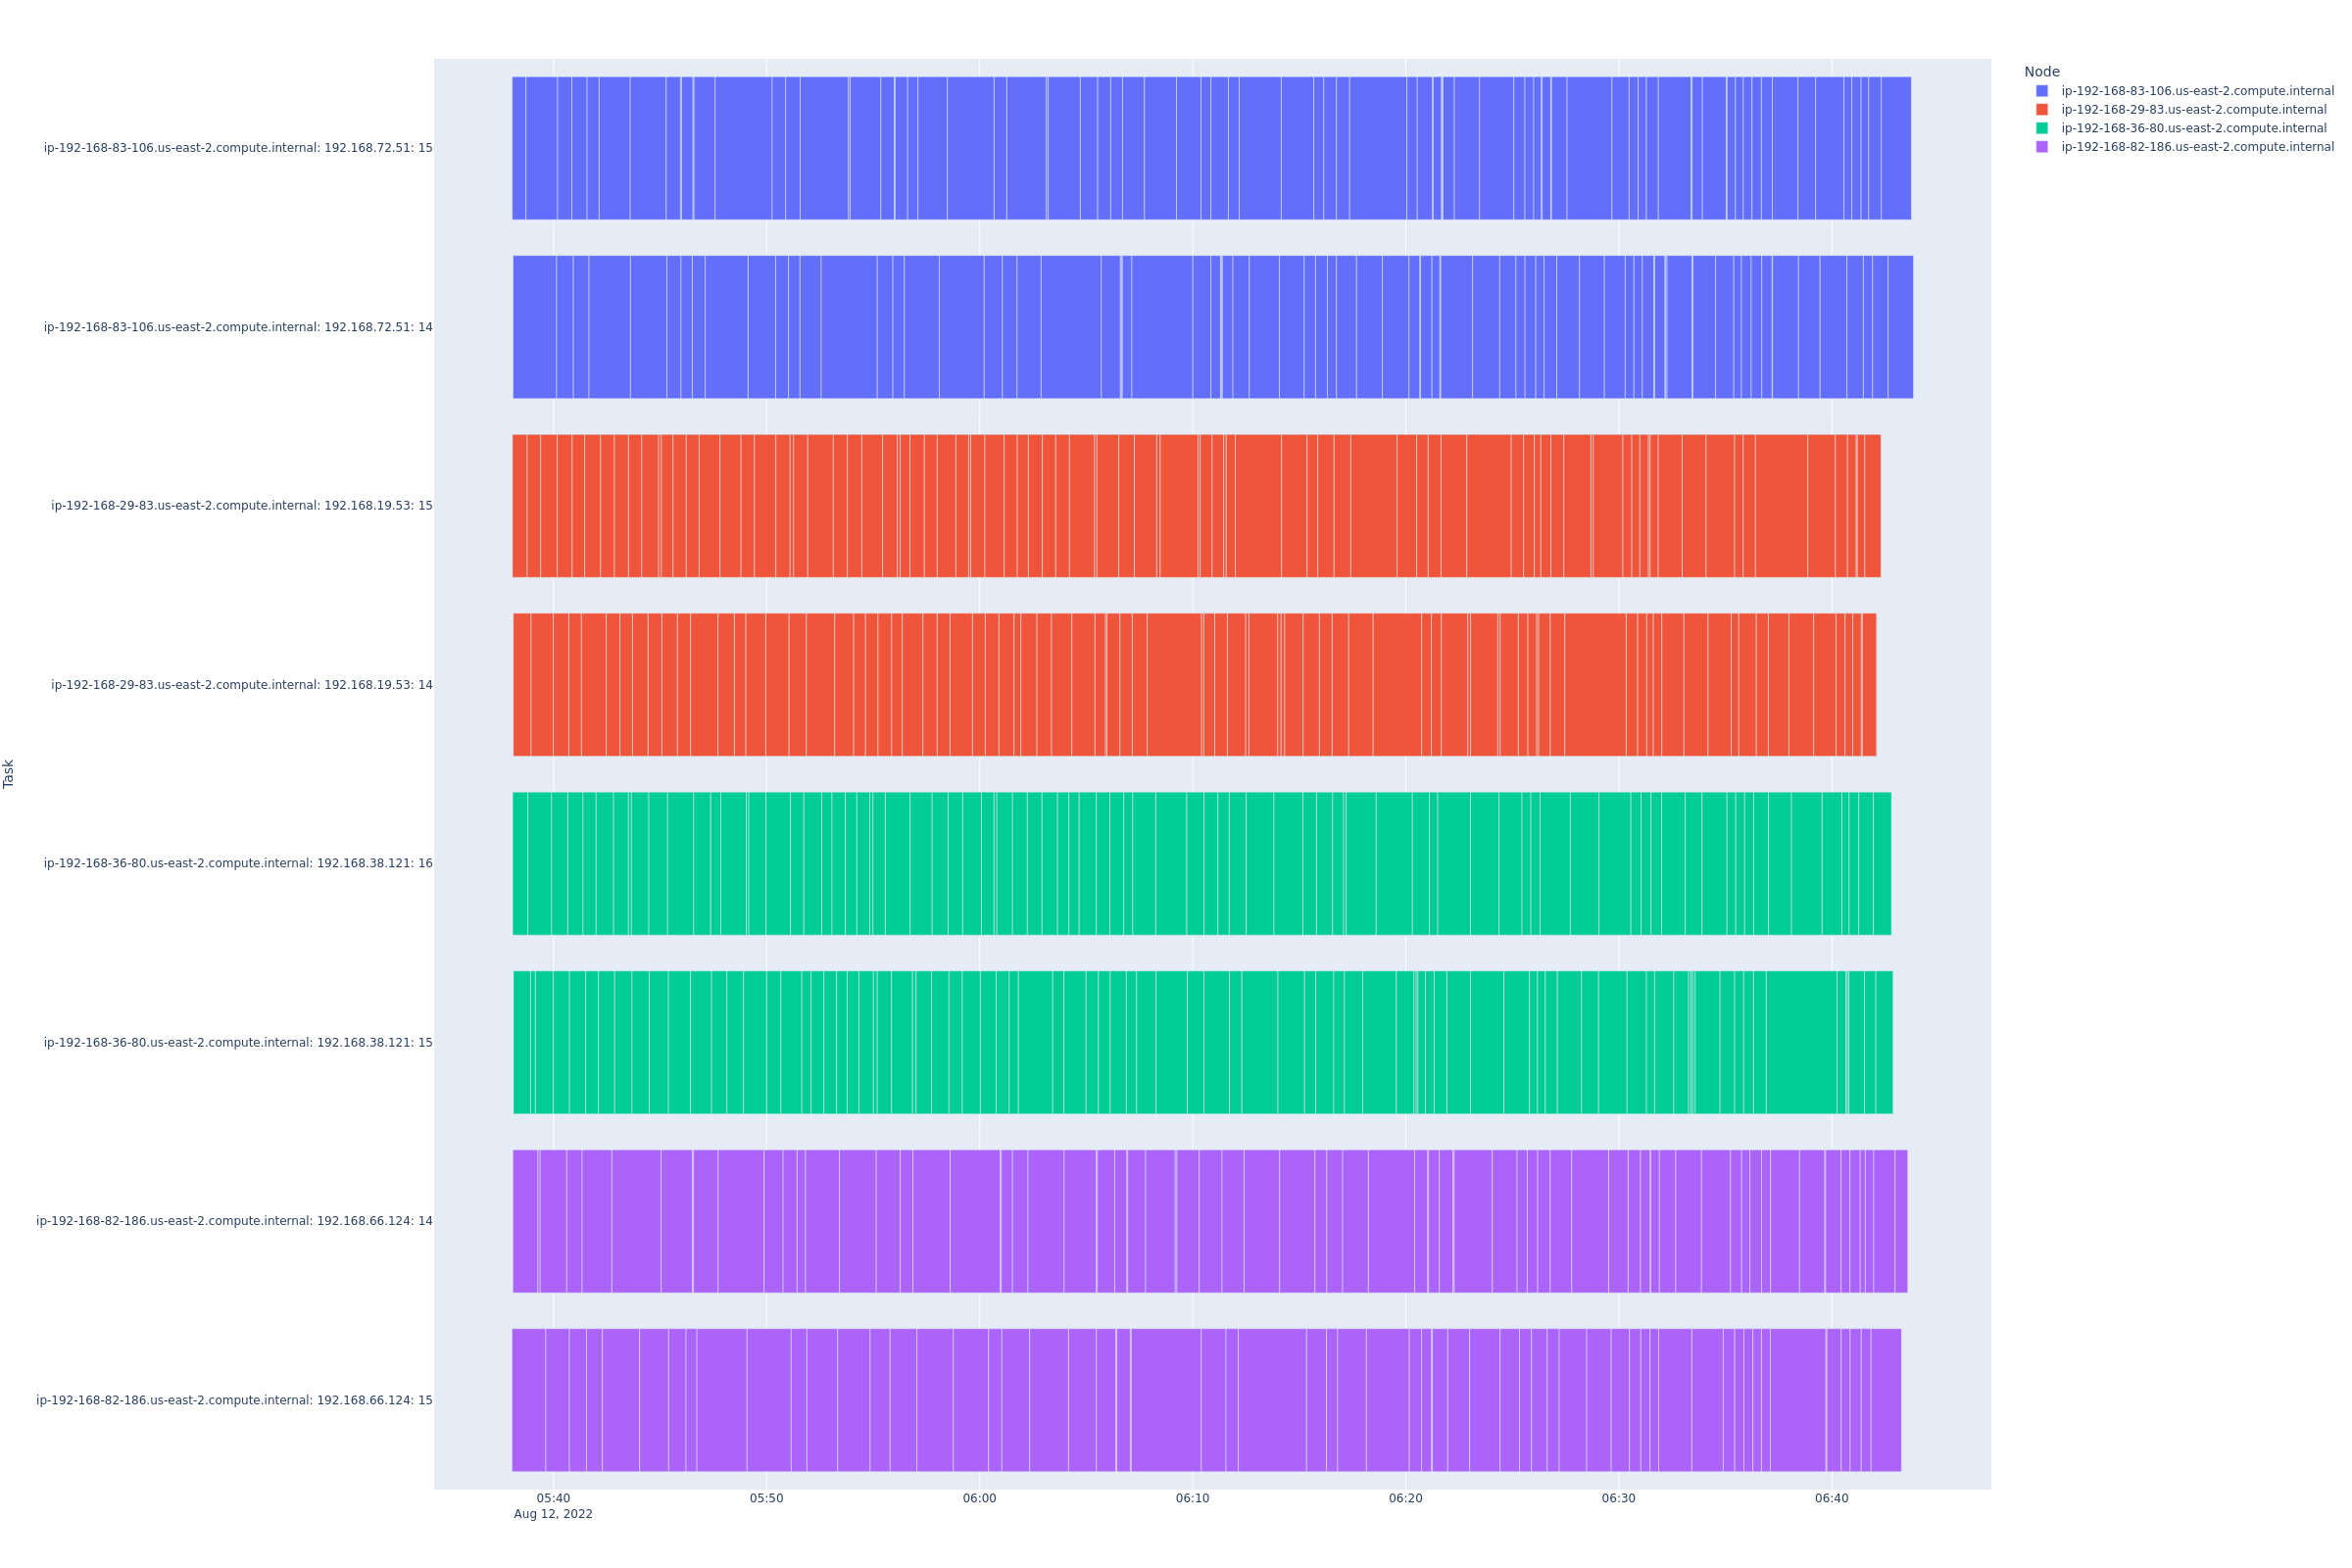 Node
ip-192-168-83-106.us-east-2.compute.internal
ip-192-168-29-83.us-east-2.compute.internal
ip-192-168-36-80.us-east-2.compute.internal
ip-192-168-82-186.us-east-2.compute.internal
ip-192-168-83-106.us-east-2.compute.internal: 192.168.72.51: 15
ip-192-168-83-106.us-east-2.compute.internal: 192.168.72.51: 14
ip-192-168-29-83.us-east-2.compute.internal: 192.168.19.53: 15
ip-192-168-29-83.us-east-2.compute.internal: 192.168.19.53: 14
Task
ip-192-168-36-80.us-east-2.compute.internal: 192.168.38.121: 16
ip-192-168-36-80.us-east-2.compute.internal: 192.168.38.121: 15
ip-192-168-82-186.us-east-2.compute.internal: 192.168.66.124: 14
ip-192-168-82-186.us-east-2.compute.internal: 192.168.66.124: 15
05:40 05:50 06:00 06:10 06:20 06:30 06:40
Aug 12, 2022